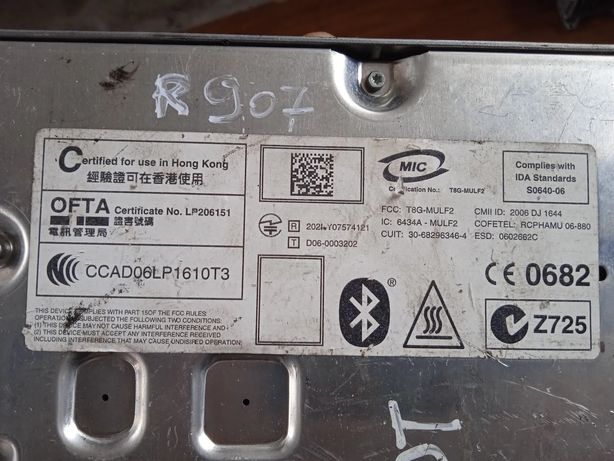 R 907
Certified for use in Hong Kong
經驗證可在香港使用
OFTA Certificate No. LP206151
電訊管理局 證書號碼
CCAD06LP1610T3
THIS DEVICE COMPLIES WITH PART 15OF THE FCC RULES
OPERATION IS SUBJECTED THE FOLLOWING TWO CONDITIONS:
(1) THIS DEVICE MAY NOT CAUSE HARMFUL INTERFERENCE AND
(2) THIS DEVICE MUST ACCEPT ANY INTERFERENCE RECEIVED
INCLUDING INTERFERENCE THAT MAY CAUSE UNDESIRED OPERATION)
R
T D06-0003202
MIC
Certification No.: T8G-MULF2
FCC: T8G-MULF2
IC: 6434A - MULF2
CUIT: 30-68296346-4
CMII ID: 2006 DJ 1644
COFETEL: RCPHAMU 06-880
ESD: 0602662C
Complies with
IDA Standards
S0640-06
CE 0682
Z725